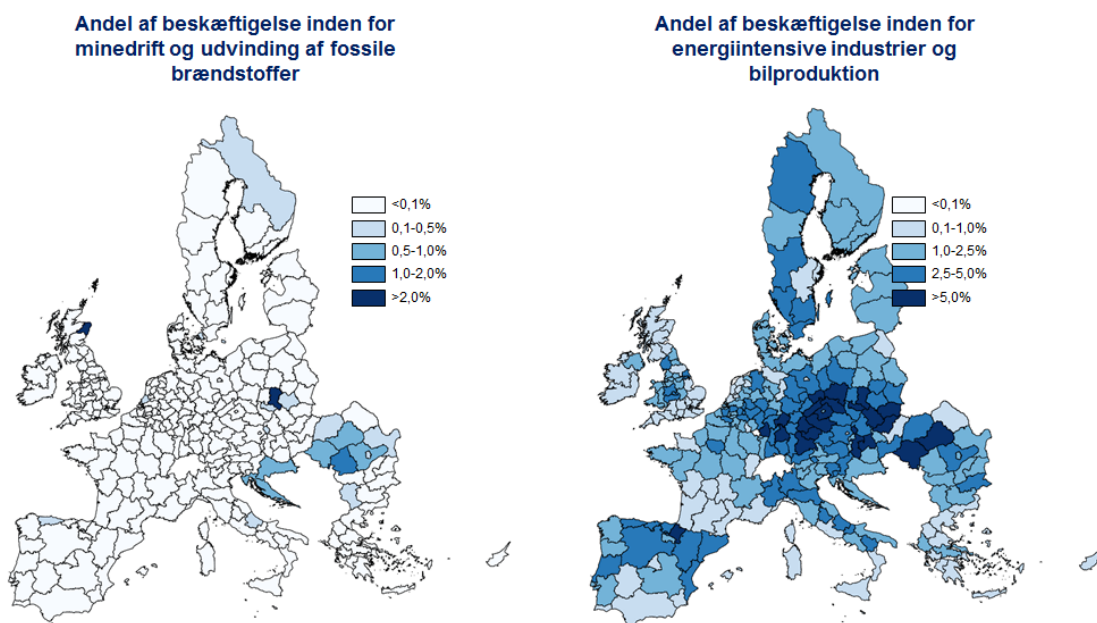 Andel af beskæftigelse inden for
minedrift og udvinding af fossile
brændstoffer
<0,1%
0,1-0,5%
0,5-1,0%
1,0-2,0%
>2,0%
Andel af beskæftigelse inden for
energiintensive industrier og
bilproduktion
<0,1%
0,1-1,0%
1,0-2,5%
2,5-5,0%
>5,0%